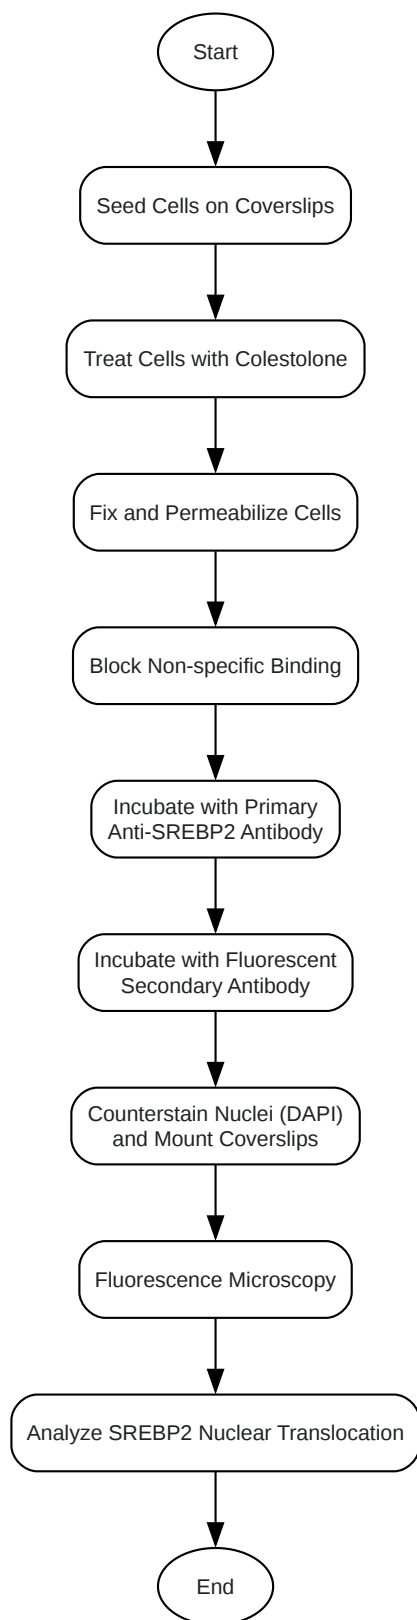 Start
Seed Cells on Coverslips
Treat Cells with Colestolone
Fix and Permeabilize Cells
Block Non-specific Binding
Incubate with Primary
Anti-SREBP2 Antibody
Incubate with Fluorescent
Secondary Antibody
Counterstain Nuclei (DAPI)
and Mount Coverslips
Fluorescence Microscopy
Analyze SREBP2 Nuclear Translocation
End